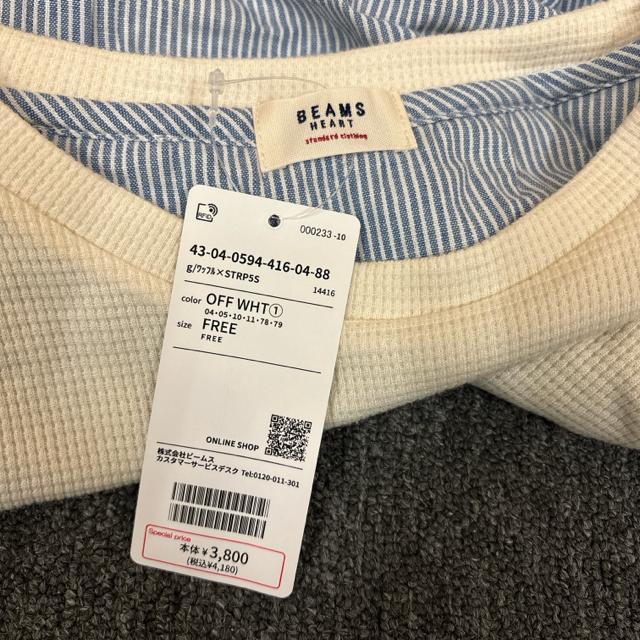 BEAMS
HEART
standard clothing
RFID
000233 -10
43-04-0594-416-04-88
g/ﾜｯﾌﾙ×STRP5S
14416
color OFF WHT①
04・05・10・11・78・79
size FREE
FREE
ONLINE SHOP
株式会社ビームス
カスタマーサービスデスク Tel:0120-011-301
Special price
本体¥3,800
(税込¥4,180)